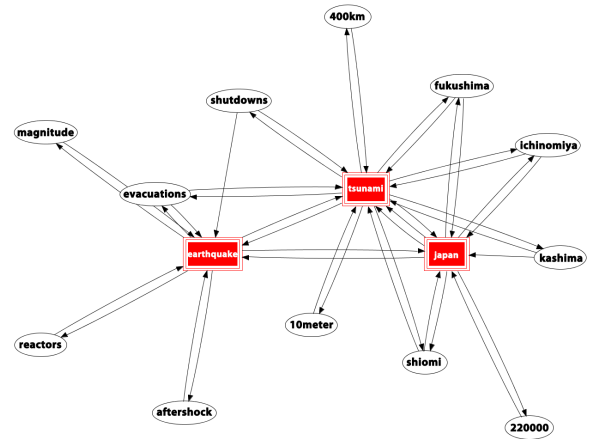 400km
fukushima
shutdowns
magnitude
ichinomiya
tsunami
evacuations
earthquake
japan
kashima
10meter
reactors
shiomi
aftershock
220000